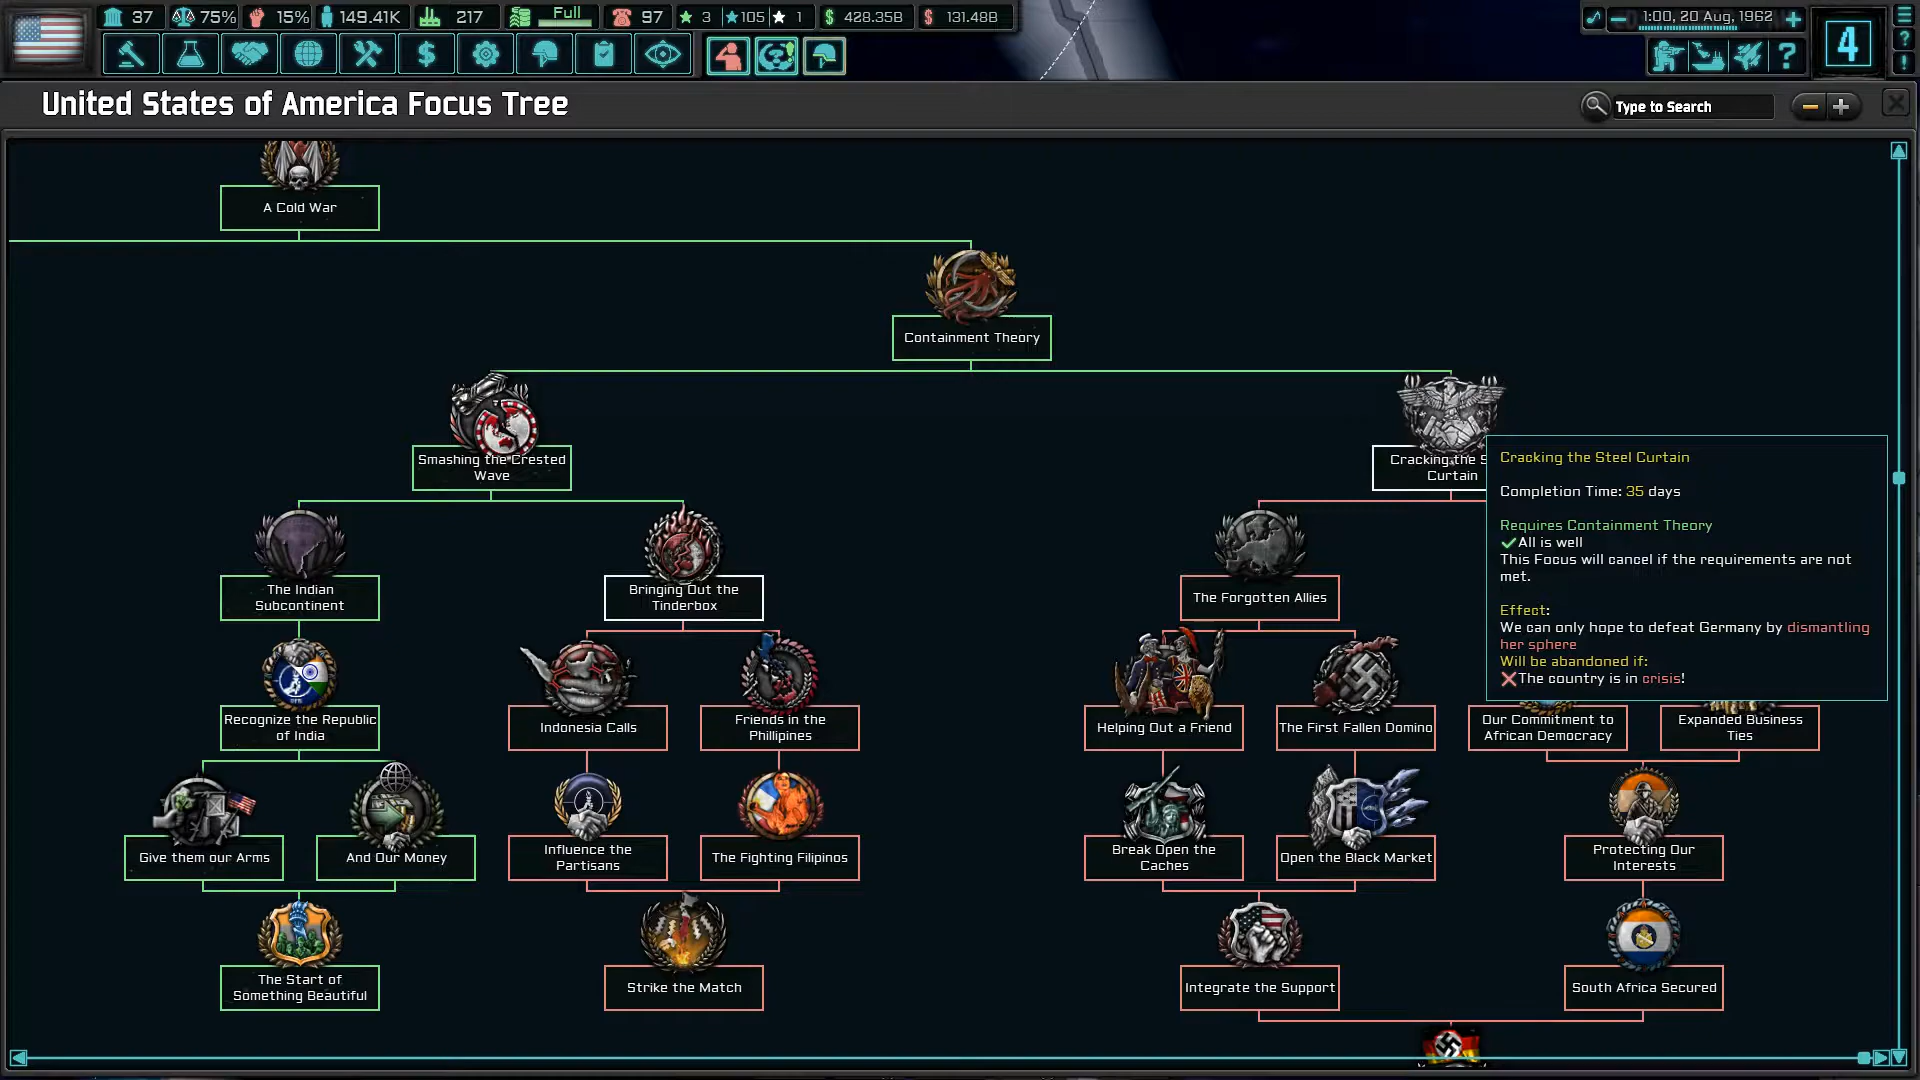 37
75%
15%
149.41K
217
Full
97
3
105
1
$ 428.35B
$ 131.48B
1:00, 20 Aug, 1962
4
United States of America Focus Tree
Type to Search
A Cold War
Containment Theory
Smashing the Crested
Wave
Cracking the S
Curtain
Cracking the Steel Curtain
Completion Time: 35 days
Requires Containment Theory
All is well
This Focus will cancel if the requirements are not
met.
Effect:
We can only hope to defeat Germany by dismantling
her sphere
Will be abandoned if:
The country is in crisis!
The Indian
Subcontinent
Bringing Out the
Tinderbox
The Forgotten Allies
Recognize the Republic
of India
Indonesia Calls
Friends in the
Phillipines
Helping Out a Friend
The First Fallen Domino
Our Commitment to
African Democracy
Expanded Business
Ties
Give them our Arms
And Our Money
Influence the
Partisans
The Fighting Filipinos
Break Open the
Caches
Open the Black Market
Protecting Our
Interests
The Start of
Something Beautiful
Strike the Match
Integrate the Support
South Africa Secured